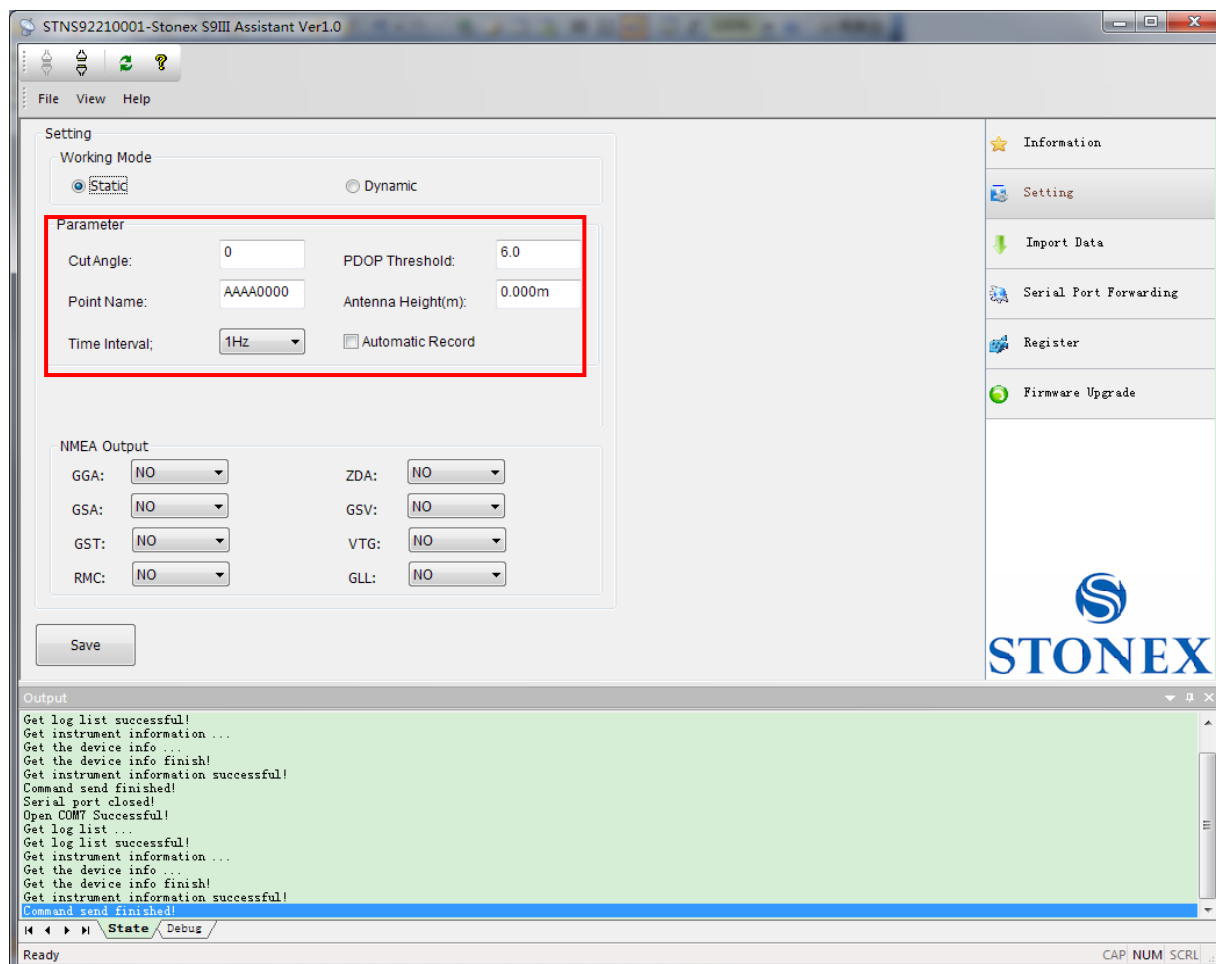 STNS92210001-Stonex S9III Assistant Ver1.0
File View Help
Setting
Working Mode
Static Dynamic
Parameter
Cut Angle: 0 PDOP Threshold: 6.0
Point Name: AAAA0000 Antenna Height(m): 0.000m
Time Interval; 1Hz Automatic Record
NMEA Output
GGA: NO ZDA: NO
GSA: NO GSV: NO
GST: NO VTG: NO
RMC: NO GLL: NO
Save
Information
Setting
Import Data
Serial Port Forwarding
Register
Firmware Upgrade
STONEX
Output
Get log list successful!
Get instrument information ...
Get the device info ...
Get the device info finish!
Get instrument information successful!
Command send finished!
Serial port closed!
Open COM7 Successful!
Get log list ...
Get log list successful!
Get instrument information ...
Get the device info ...
Get the device info finish!
Get instrument information successful!
Command send finished!
State Debug
Ready CAP NUM SCRL